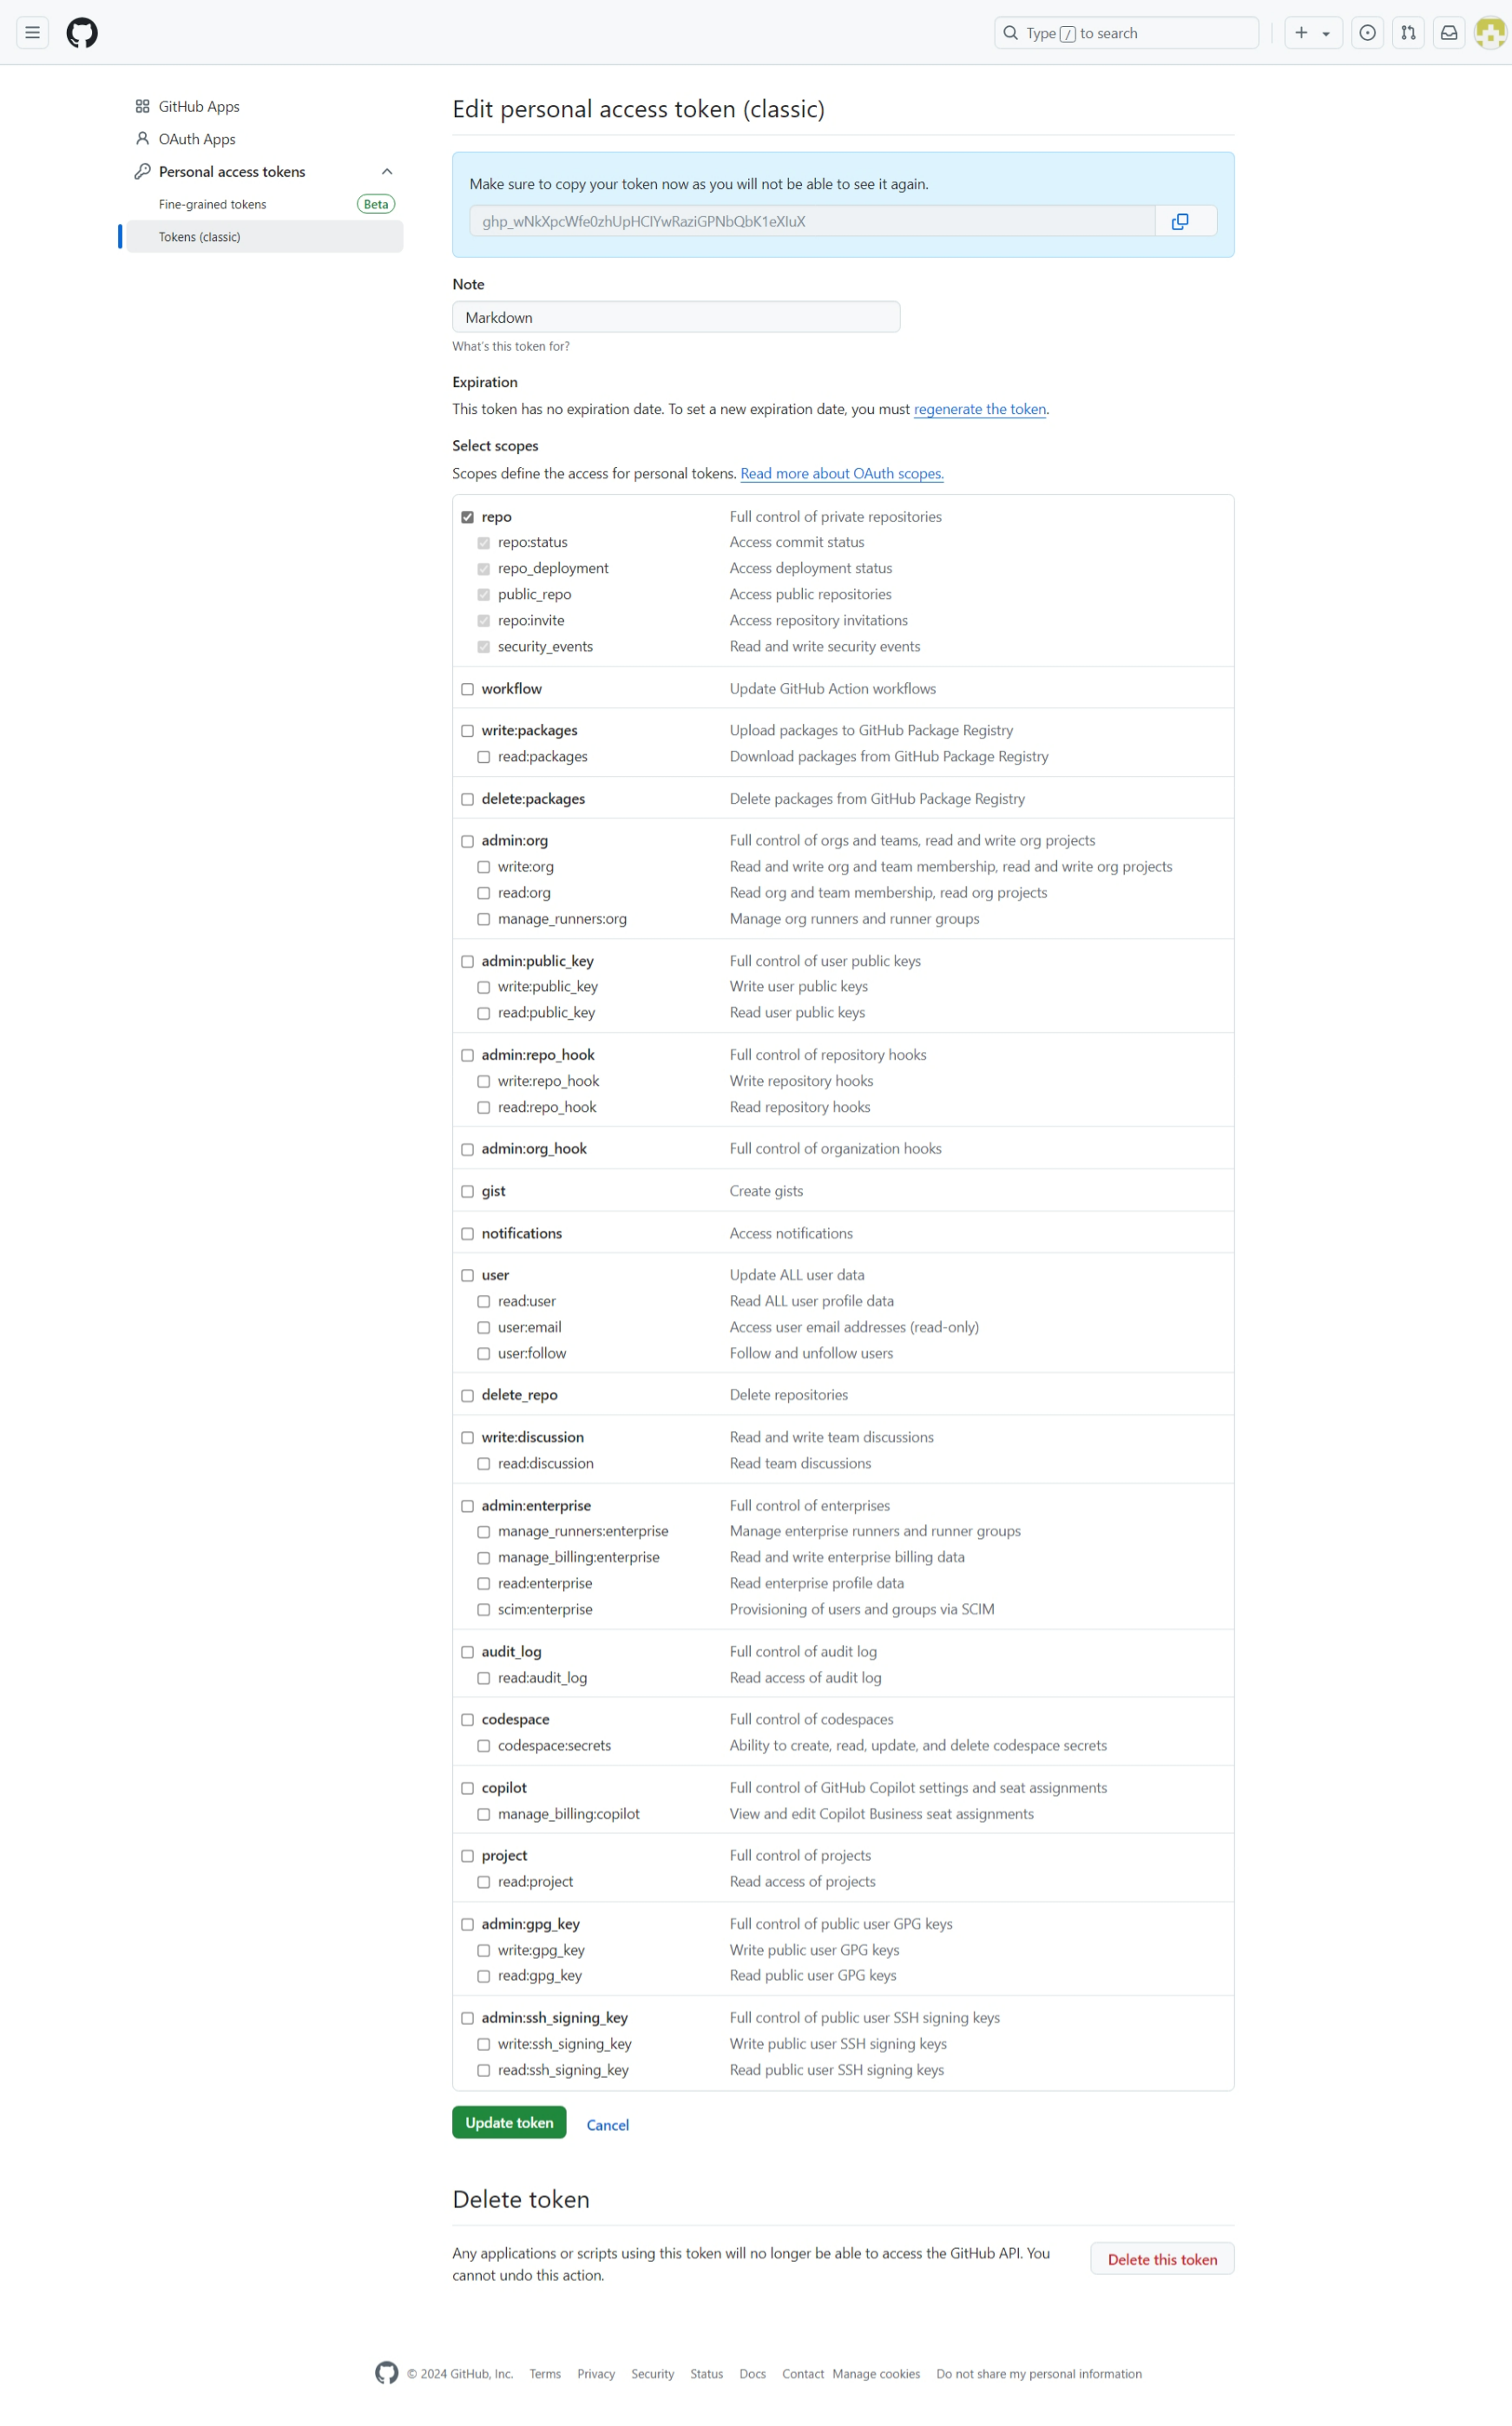 Type / to search
GitHub Apps
OAuth Apps
Personal access tokens
Fine-grained tokens
Beta
Tokens (classic)
Edit personal access token (classic)
Make sure to copy your token now as you will not be able to see it again.
Note
Markdown
What's this token for?
Expiration
This token has no expiration date. To set a new expiration date, you must regenerate the token.
Select scopes
Scopes define the access for personal tokens. Read more about OAuth scopes.
repo Full control of private repositories
repo:status Access commit status
repo_deployment Access deployment status
public_repo Access public repositories
repo:invite Access repository invitations
security_events Read and write security events
workflow Update GitHub Action workflows
write:packages Upload packages to GitHub Package Registry
read:packages Download packages from GitHub Package Registry
delete:packages Delete packages from GitHub Package Registry
admin:org Full control of orgs and teams, read and write org projects
write:org Read and write org and team membership, read and write org projects
read:org Read org and team membership, read org projects
manage_runners:org Manage org runners and runner groups
admin:public_key Full control of user public keys
write:public_key Write user public keys
read:public_key Read user public keys
admin:repo_hook Full control of repository hooks
write:repo_hook Write repository hooks
read:repo_hook Read repository hooks
admin:org_hook Full control of organization hooks
gist Create gists
notifications Access notifications
user Update ALL user data
read:user Read ALL user profile data
user:email Access user email addresses (read-only)
user:follow Follow and unfollow users
delete_repo Delete repositories
write:discussion Read and write team discussions
read:discussion Read team discussions
admin:enterprise Full control of enterprises
manage_runners:enterprise Manage enterprise runners and runner groups
manage_billing:enterprise Read and write enterprise billing data
read:enterprise Read enterprise profile data
scim:enterprise Provisioning of users and groups via SCIM
audit_log Full control of audit log
read:audit_log Read access of audit log
codespace Full control of codespaces
codespace:secrets Ability to create, read, update, and delete codespace secrets
copilot Full control of GitHub Copilot settings and seat assignments
manage_billing:copilot View and edit Copilot Business seat assignments
project Full control of projects
read:project Read access of projects
admin:gpg_key Full control of public user GPG keys
write:gpg_key Write public user GPG keys
read:gpg_key Read public user GPG keys
admin:ssh_signing_key Full control of public user SSH signing keys
write:ssh_signing_key Write public user SSH signing keys
read:ssh_signing_key Read public user SSH signing keys
Update token Cancel
Delete token
Any applications or scripts using this token will no longer be able to access the GitHub API. You
cannot undo this action.
Delete this token
© 2024 GitHub, Inc. Terms Privacy Security Status Docs Contact Manage cookies Do not share my personal information